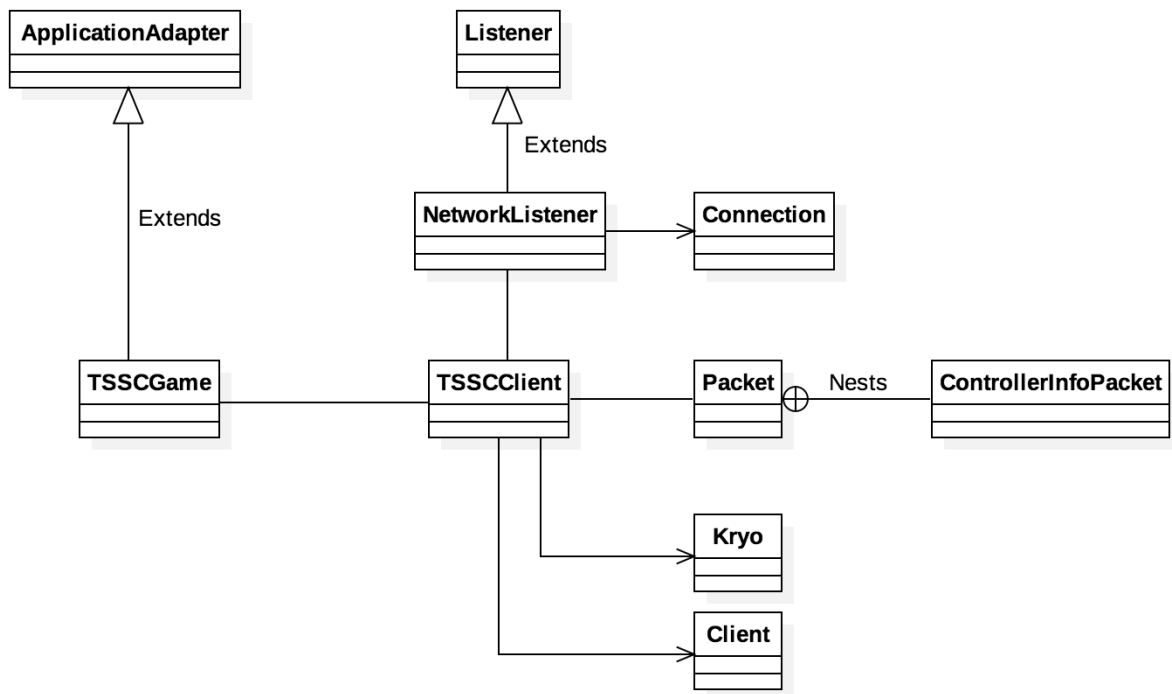 ApplicationAdapter
Listener
Extends
NetworkListener
Connection
Extends
TSSCGame
TSSCClient
Packet
Nests
ControllerInfoPacket
Kryo
Client